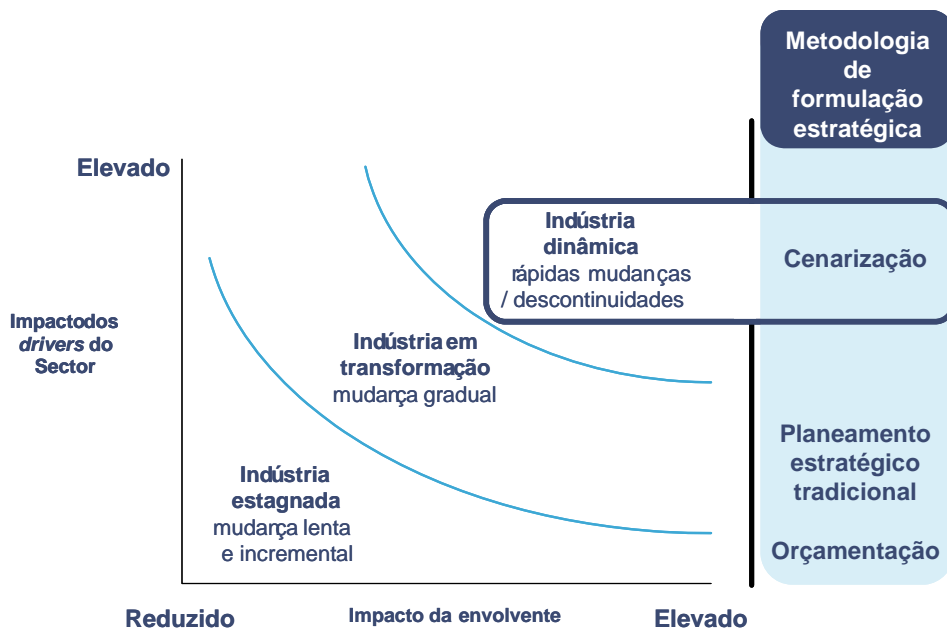 Metodologia
de
formulação
estratégica
Elevado
Indústria
dinâmica
rápidas mudanças
/ descontinuidades
Cenarização
Impactodos
drivers do
Sector
Indústria em
transformação
mudança gradual
Planeamento
estratégico
tradicional
Indústria
estagnada
mudança lenta
e incremental
Orçamentação
Reduzido
Impacto da envolvente
Elevado